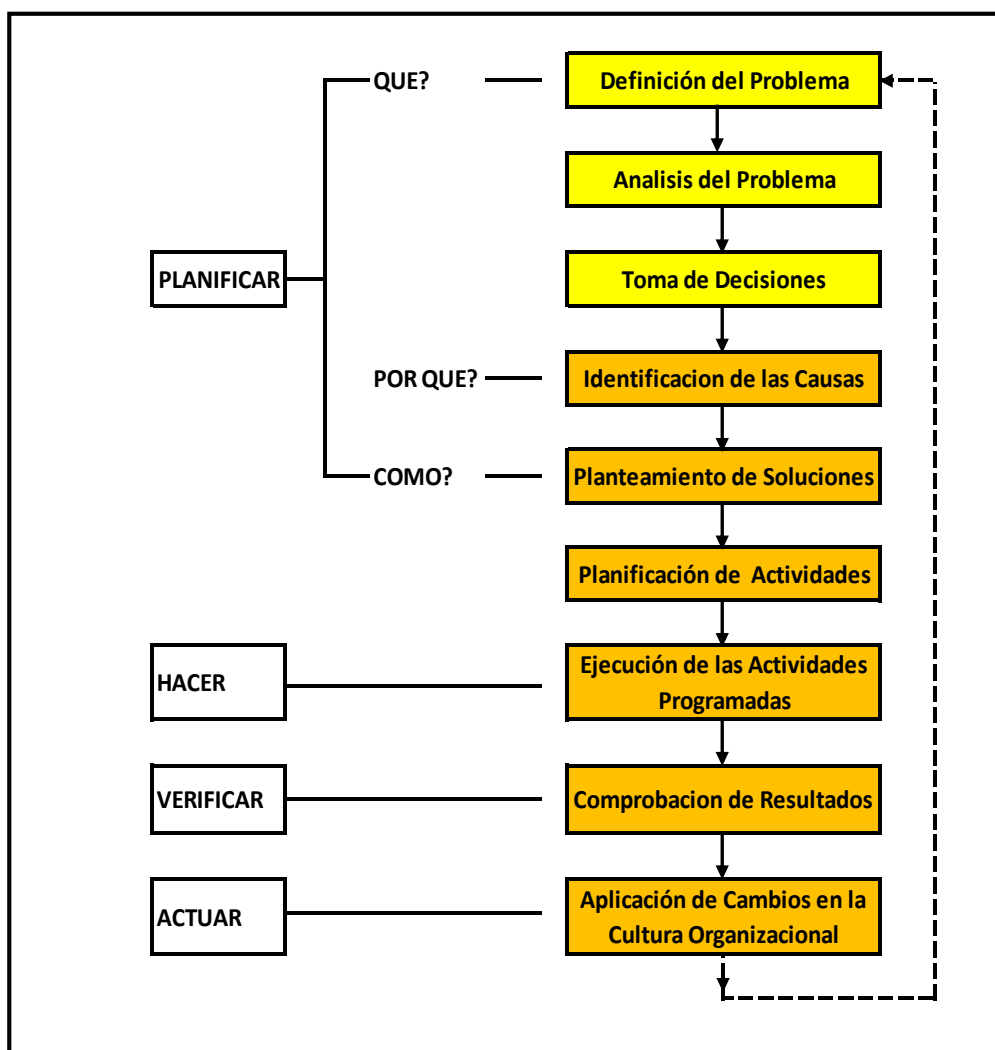 QUE?
Definición del Problema
Analisis del Problema
PLANIFICAR
Toma de Decisiones
POR QUE?
Identificacion de las Causas
COMO?
Planteamiento de Soluciones
Planificación de Actividades
HACER
Ejecución de las Actividades
Programadas
VERIFICAR
Comprobacion de Resultados
ACTUAR
Aplicación de Cambios en la
Cultura Organizacional